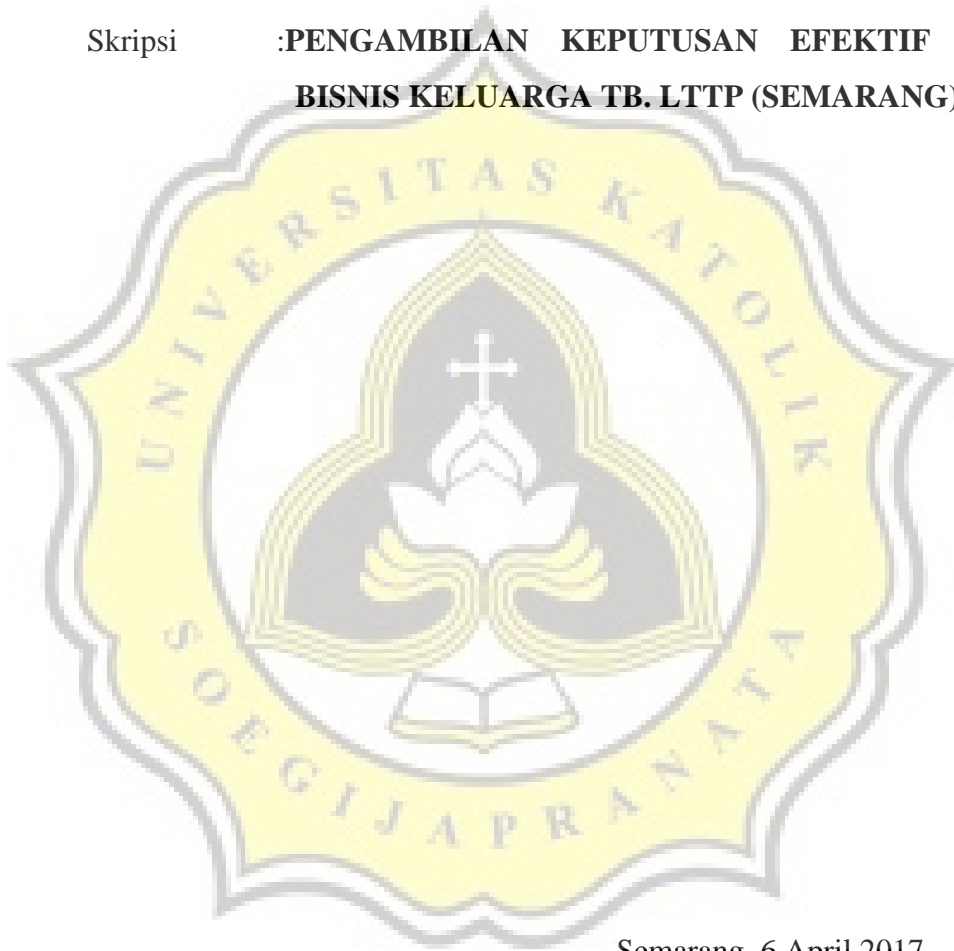 Skripsi :PENGAMBILAN KEPUTUSAN EFEKTIF
BISNIS KELUARGA TB. LTTP (SEMARANG)
UNIVERSITAS KATOLIK
SOEGIJAPRANATA
Semarang, 6 April 2017